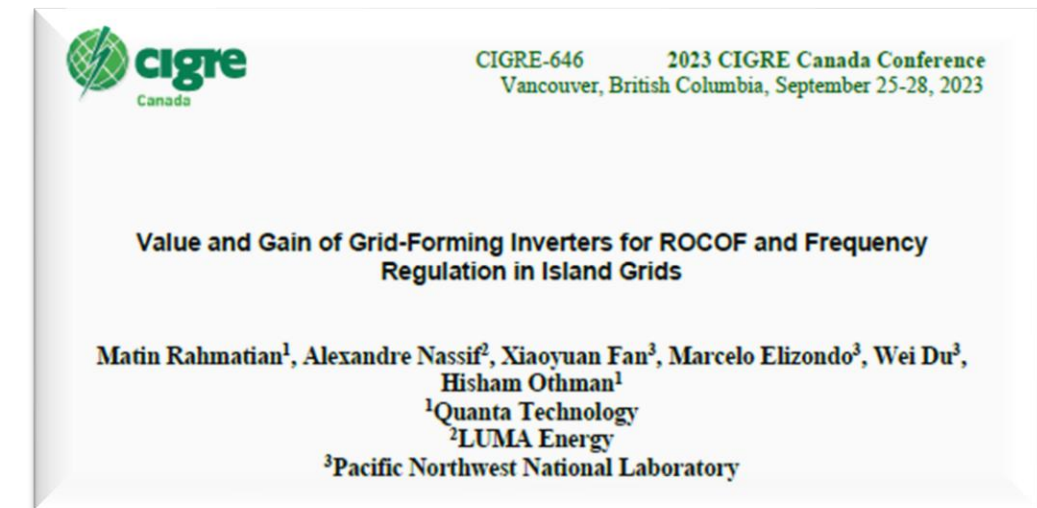 cigre
Canada
CIGRE-646 2023 CIGRE Canada Conference
Vancouver, British Columbia, September 25-28, 2023
Value and Gain of Grid-Forming Inverters for ROCOF and Frequency
Regulation in Island Grids
Matin Rahmatian¹, Alexandre Nassif², Xiaoyuan Fan³, Marcelo Elizondo³, Wei Du³,
Hisham Othman¹
¹Quanta Technology
²LUMA Energy
³Pacific Northwest National Laboratory